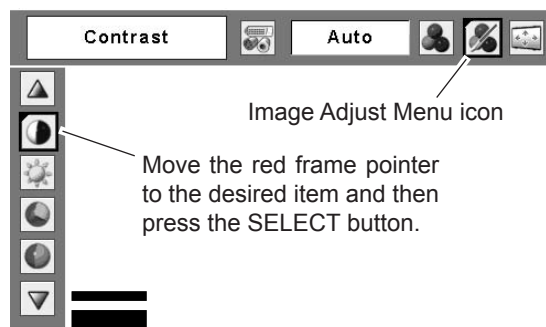 Contrast
Auto
Image Adjust Menu icon
Move the red frame pointer
to the desired item and then
press the SELECT button.